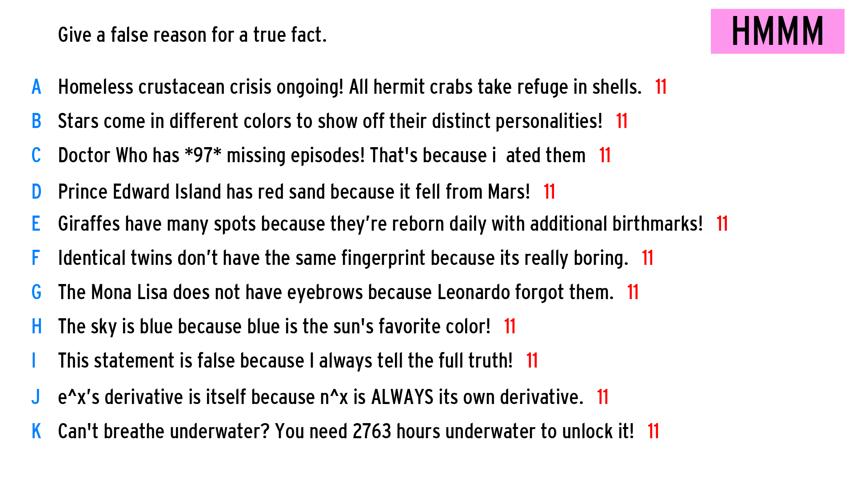 Give a false reason for a true fact.
HMMM
A Homeless crustacean crisis ongoing! All hermit crabs take refuge in shells. 11
B Stars come in different colors to show off their distinct personalities! 11
C Doctor Who has *97* missing episodes! That's because i  ated them 11
D Prince Edward Island has red sand because it fell from Mars! 11
E Giraffes have many spots because they’re reborn daily with additional birthmarks! 11
F Identical twins don’t have the same fingerprint because its really boring. 11
G The Mona Lisa does not have eyebrows because Leonardo forgot them. 11
H The sky is blue because blue is the sun's favorite color! 11
I This statement is false because I always tell the full truth! 11
J e^x’s derivative is itself because n^x is ALWAYS its own derivative. 11
K Can't breathe underwater? You need 2763 hours underwater to unlock it! 11